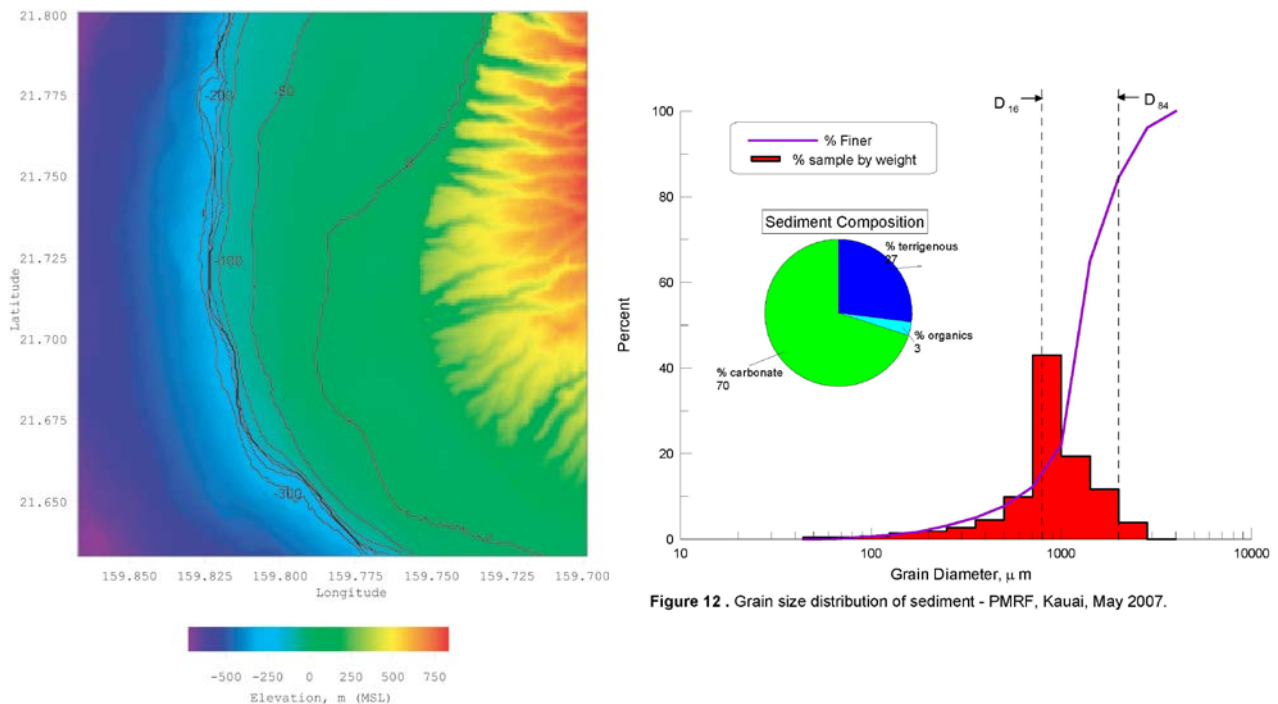 21.800
21.775
21.750
21.725
21.700
21.675
21.650
Latitude
-200
-50
0
-100
-300
159.850 159.825 159.800 159.775 159.750 159.725 159.700
Longitude
-500 -250 0 250 500 750
Elevation, m (MSL)
D 16
D 84
100
80
60
40
20
0
Percent
% Finer
% sample by weight
Sediment Composition
% terrigenous
27
% organics
3
% carbonate
70
10 100 1000 10000
Grain Diameter, μ m
Figure 12 . Grain size distribution of sediment - PMRF, Kauai, May 2007.